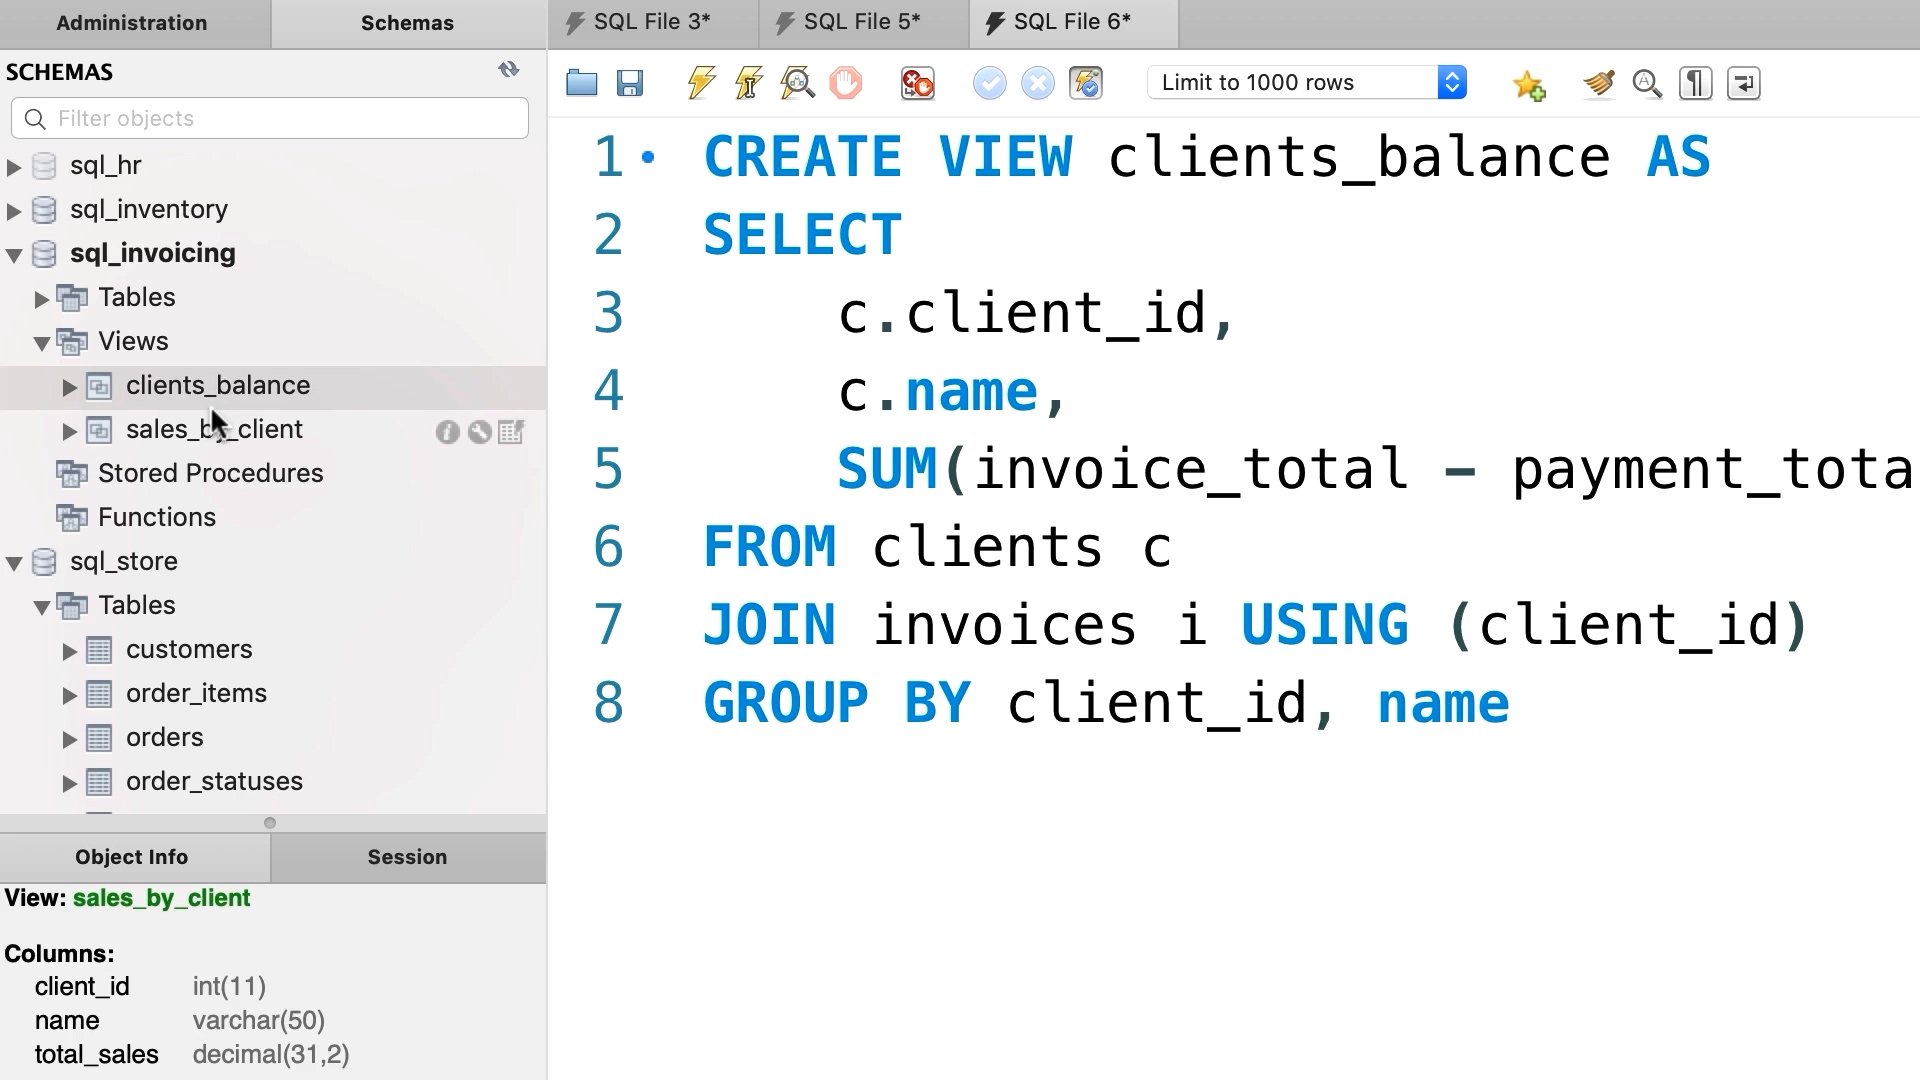 Administration
Schemas
SQL File 3*
SQL File 5*
SQL File 6*
SCHEMAS
Filter objects
Limit to 1000 rows
sql_hr
sql_inventory
sql_invoicing
Tables
Views
clients_balance
sales_by_client
Stored Procedures
Functions
sql_store
Tables
customers
order_items
orders
order_statuses
1 CREATE VIEW clients_balance AS
2 SELECT
3 c.client_id,
4 c.name,
5 SUM(invoice_total - payment_tota
6 FROM clients c
7 JOIN invoices i USING (client_id)
8 GROUP BY client_id, name
Object Info
Session
View: sales_by_client
Columns:
client_id int(11)
name varchar(50)
total_sales decimal(31,2)